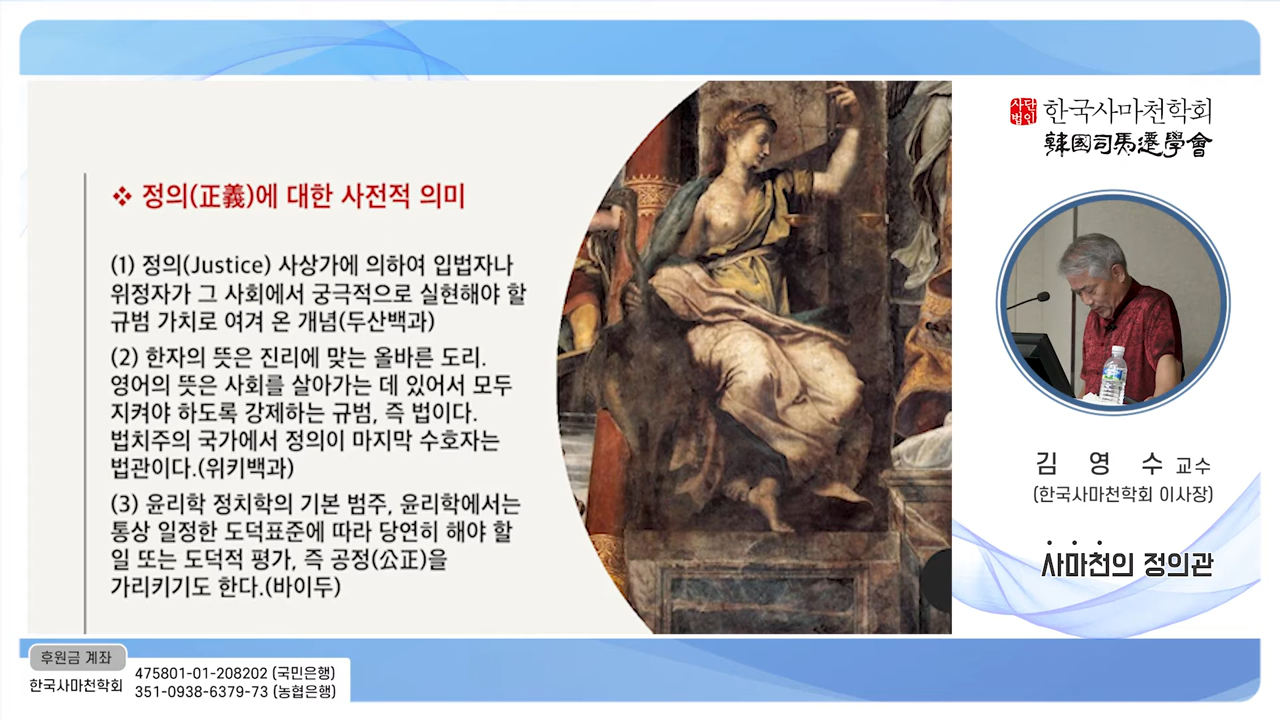 ❖ 정의(正義)에 대한 사전적 의미
(1) 정의(Justice) 사상가에 의하여 입법자나
위정자가 그 사회에서 궁극적으로 실현해야 할
규범 가치로 여겨 온 개념(두산백과)
(2) 한자의 뜻은 진리에 맞는 올바른 도리.
영어의 뜻은 사회를 살아가는 데 있어서 모두
지켜야 하도록 강제하는 규범, 즉 법이다.
법치주의 국가에서 정의이 마지막 수호자는
법관이다.(위키백과)
(3) 윤리학 정치학의 기본 범주, 윤리학에서는
통상 일정한 도덕표준에 따라 당연히 해야 할
일 또는 도덕적 평가, 즉 공정(公正)을
가리키기도 한다.(바이두)
사단법인 한국사마천학회
韓國司馬遷學會
김 영 수 교수
(한국사마천학회 이사장)
사마천의 정의관
후원금 계좌
한국사마천학회
475801-01-208202 (국민은행)
351-0938-6379-73 (농협은행)